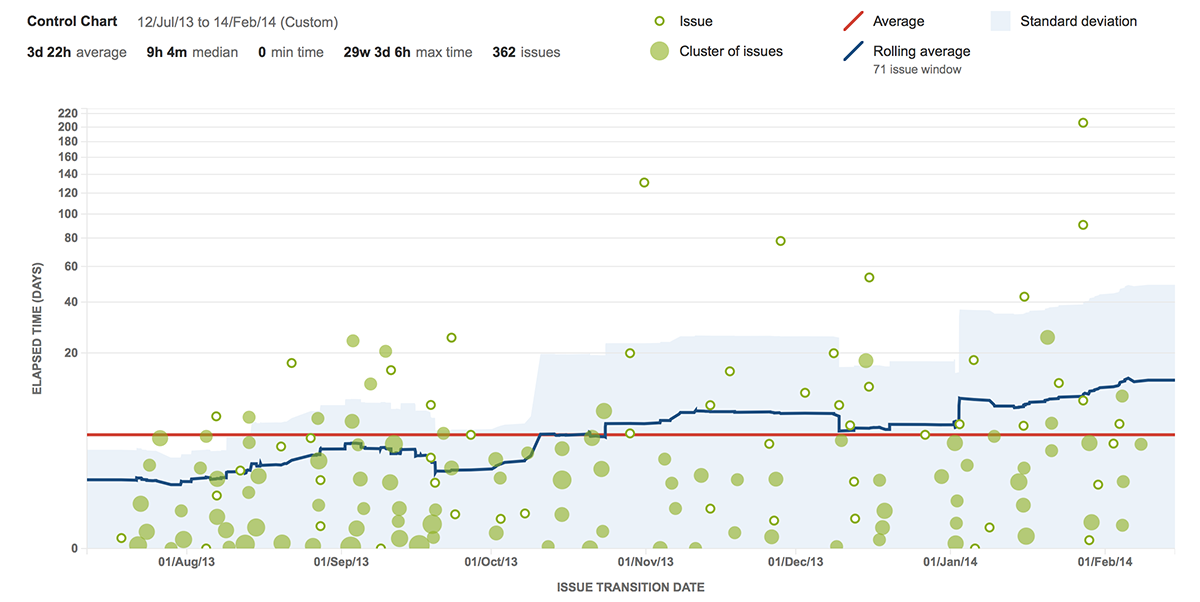 Control Chart 12/Jul/13 to 14/Feb/14 (Custom)
3d 22h average 9h 4m median 0 min time 29w 3d 6h max time 362 issues
Issue
Average
Standard deviation
Cluster of issues
Rolling average
71 issue window
ELAPSED TIME (DAYS)
220
200
180
160
140
120
100
80
60
40
20
0
01/Aug/13 01/Sep/13 01/Oct/13 01/Nov/13 01/Dec/13 01/Jan/14 01/Feb/14
ISSUE TRANSITION DATE